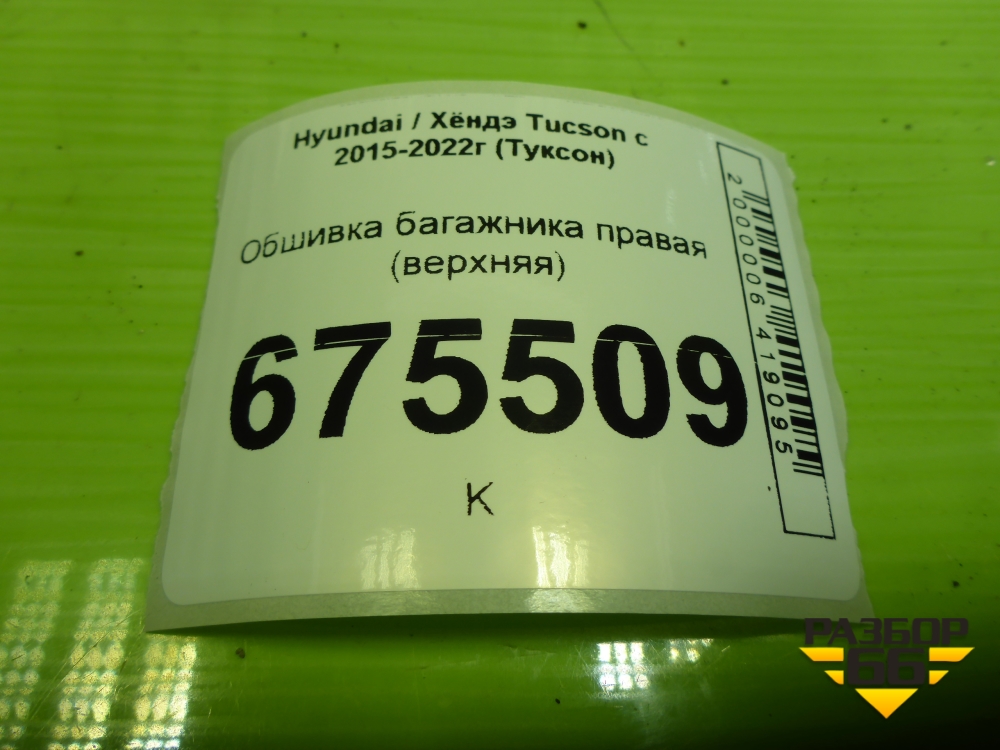 Hyundai / Хёндэ Tucson с
2015-2022г (Туксон)
Обшивка багажника правая
(верхняя)
675509
К
2000006419095
РАЗБОР
66